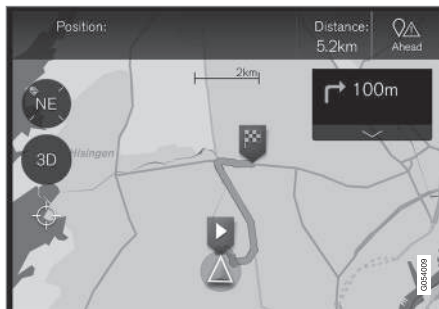 Position:
Distance:
5.2km
Ahead
2km
100m
NE
3D
Hisingen
G054009